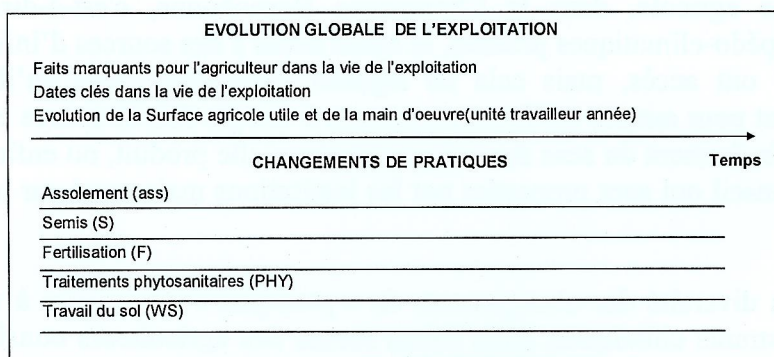 EVOLUTION GLOBALE DE L'EXPLOITATION
Faits marquants pour l'agriculteur dans la vie de l'exploitation
Dates clés dans la vie de l'exploitation
Evolution de la Surface agricole utile et de la main d'oeuvre(unité travailleur année)
CHANGEMENTS DE PRATIQUES
Temps
Assolement (ass)
Semis (S)
Fertilisation (F)
Traitements phytosanitaires (PHY)
Travail du sol (WS)